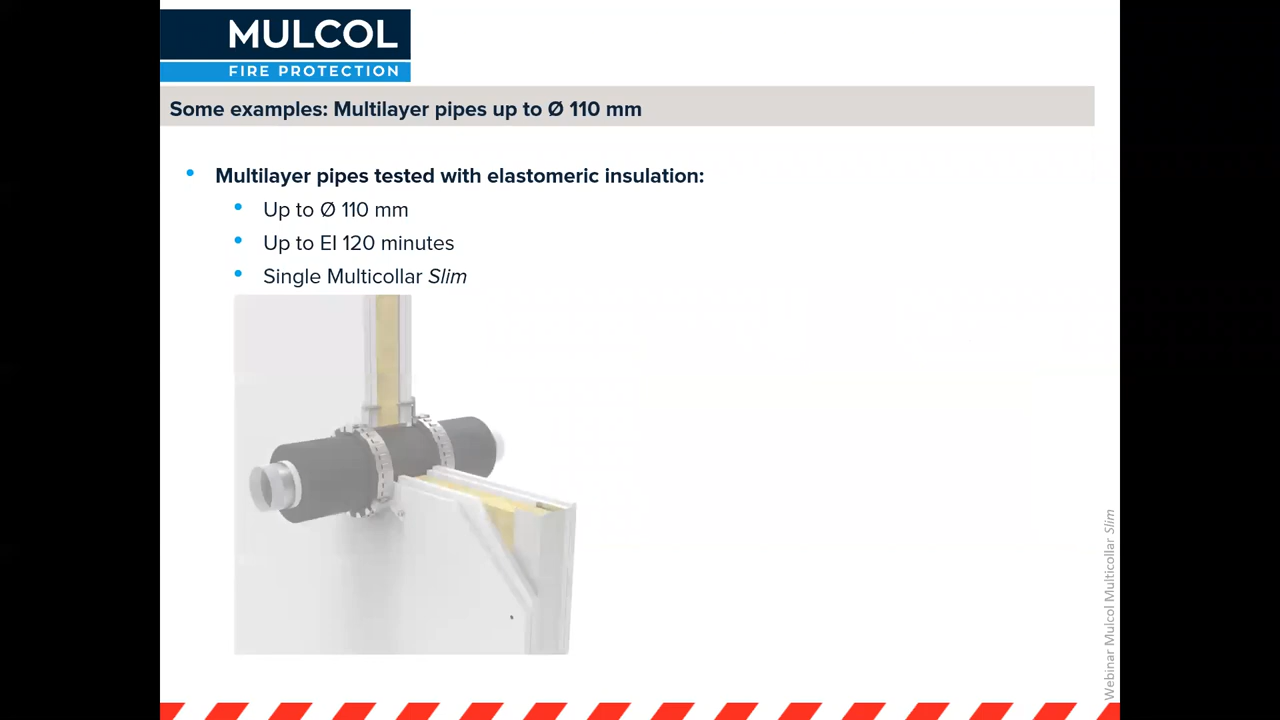 MULCOL
FIRE PROTECTION
Some examples: Multilayer pipes up to Ø 110 mm
Multilayer pipes tested with elastomeric insulation:
Up to Ø 110 mm
Up to EI 120 minutes
Single Multicollar Slim
Webinar Mulcol Multicollar Slim